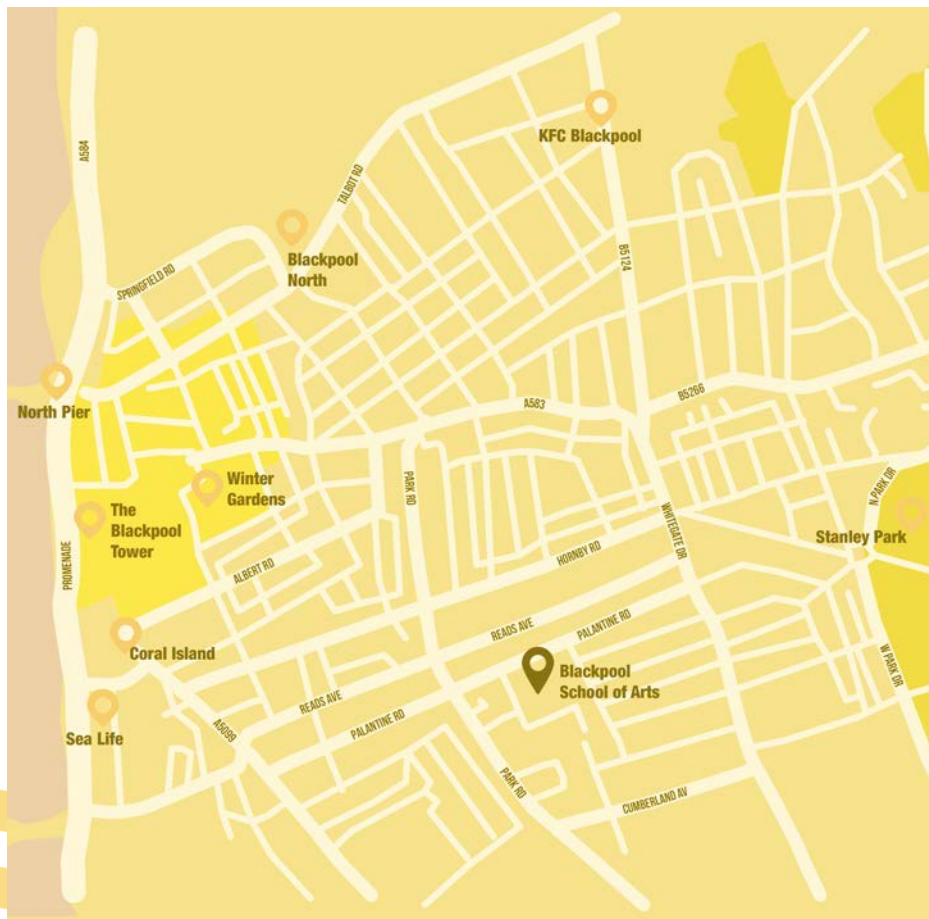 KFC Blackpool
A584
TALBOT RD
Blackpool
North
SPRINGFIELD RD
B5124
North Pier
A583
B5266
Winter
Gardens
PARK RD
N PARK DR
The
Blackpool
Tower
Stanley Park
PROMENADE
WHITEGATE DR
ALBERT RD
HORNBY RD
Coral Island
READS AVE
PALANTINE RD
Blackpool
School of Arts
W PARK DR
READS AVE
A5099
PALANTINE RD
Sea Life
PARK RD
CUMBERLAND AV